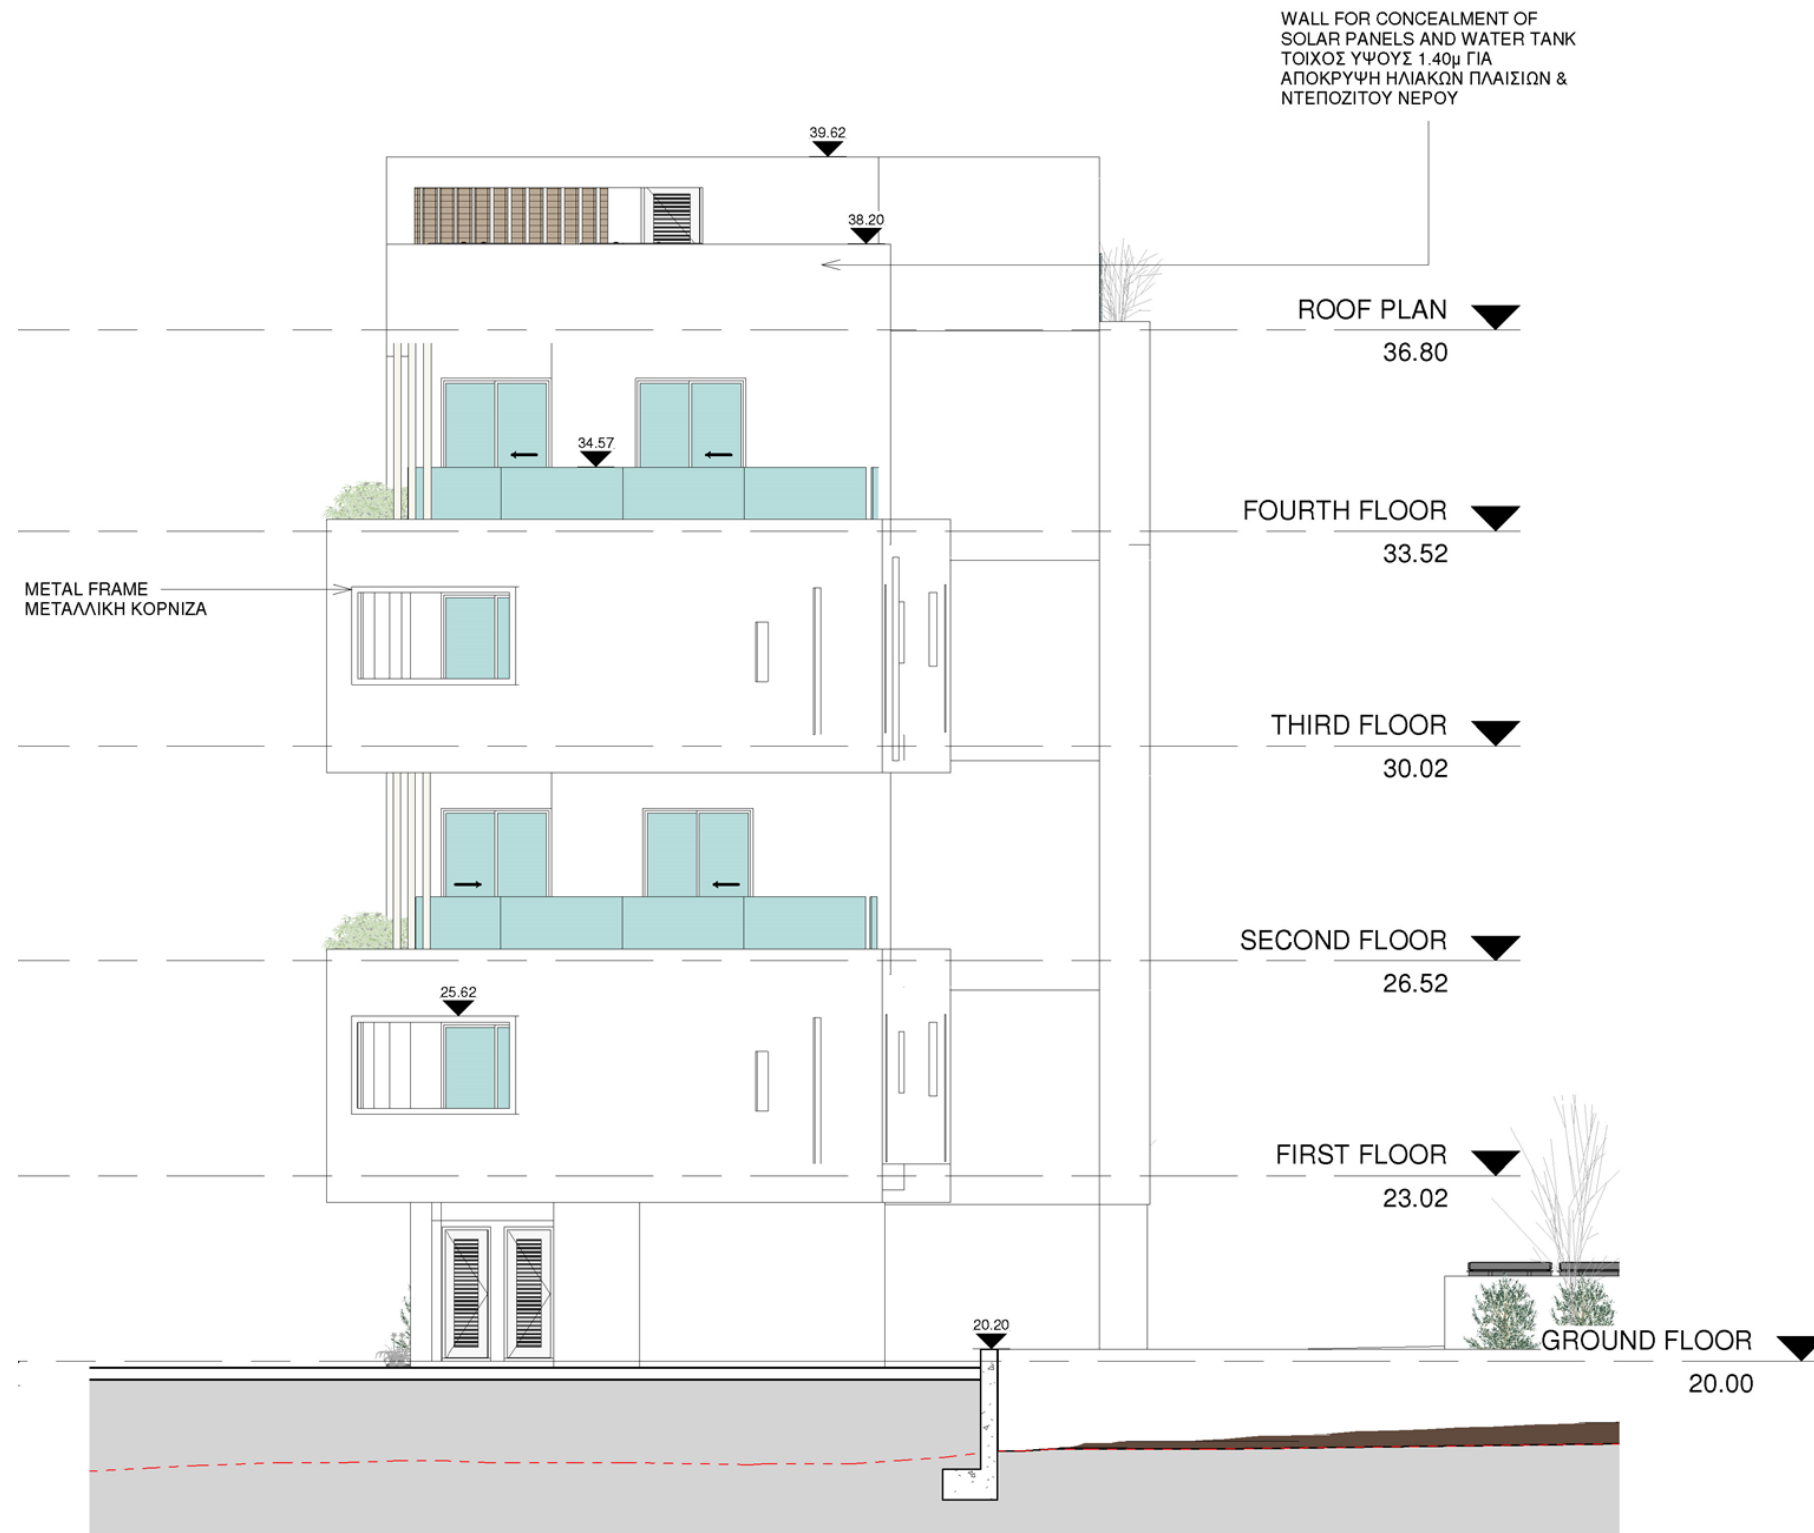 WALL FOR CONCEALMENT OF
SOLAR PANELS AND WATER TANK
ΤΟΙΧΟΣ ΥΨΟΥΣ 1.40μ ΓΙΑ
ΑΠΟΚΡΥΨΗ ΗΛΙΑΚΩΝ ΠΛΑΙΣΙΩΝ &
ΝΤΕΠΟΖΙΤΟΥ ΝΕΡΟΥ
39.62
38.20
ROOF PLAN
36.80
34.57
FOURTH FLOOR
33.52
METAL FRAME
ΜΕΤΑΛΛΙΚΗ ΚΟΡΝΙΖΑ
THIRD FLOOR
30.02
SECOND FLOOR
26.52
25.62
FIRST FLOOR
23.02
20.20
GROUND FLOOR
20.00